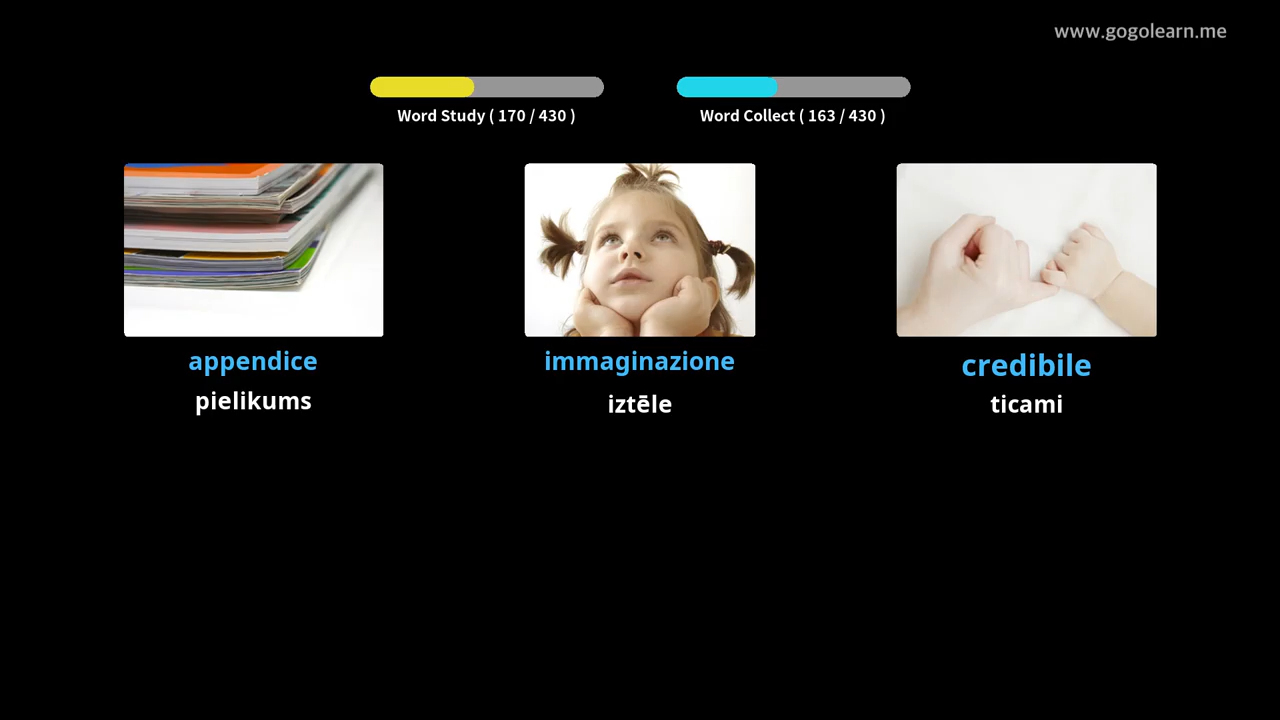 www.gogolearn.me
Word Study ( 170 / 430 )
Word Collect ( 163 / 430 )
appendice
pielikums
immaginazione
iztēle
credibile
ticami